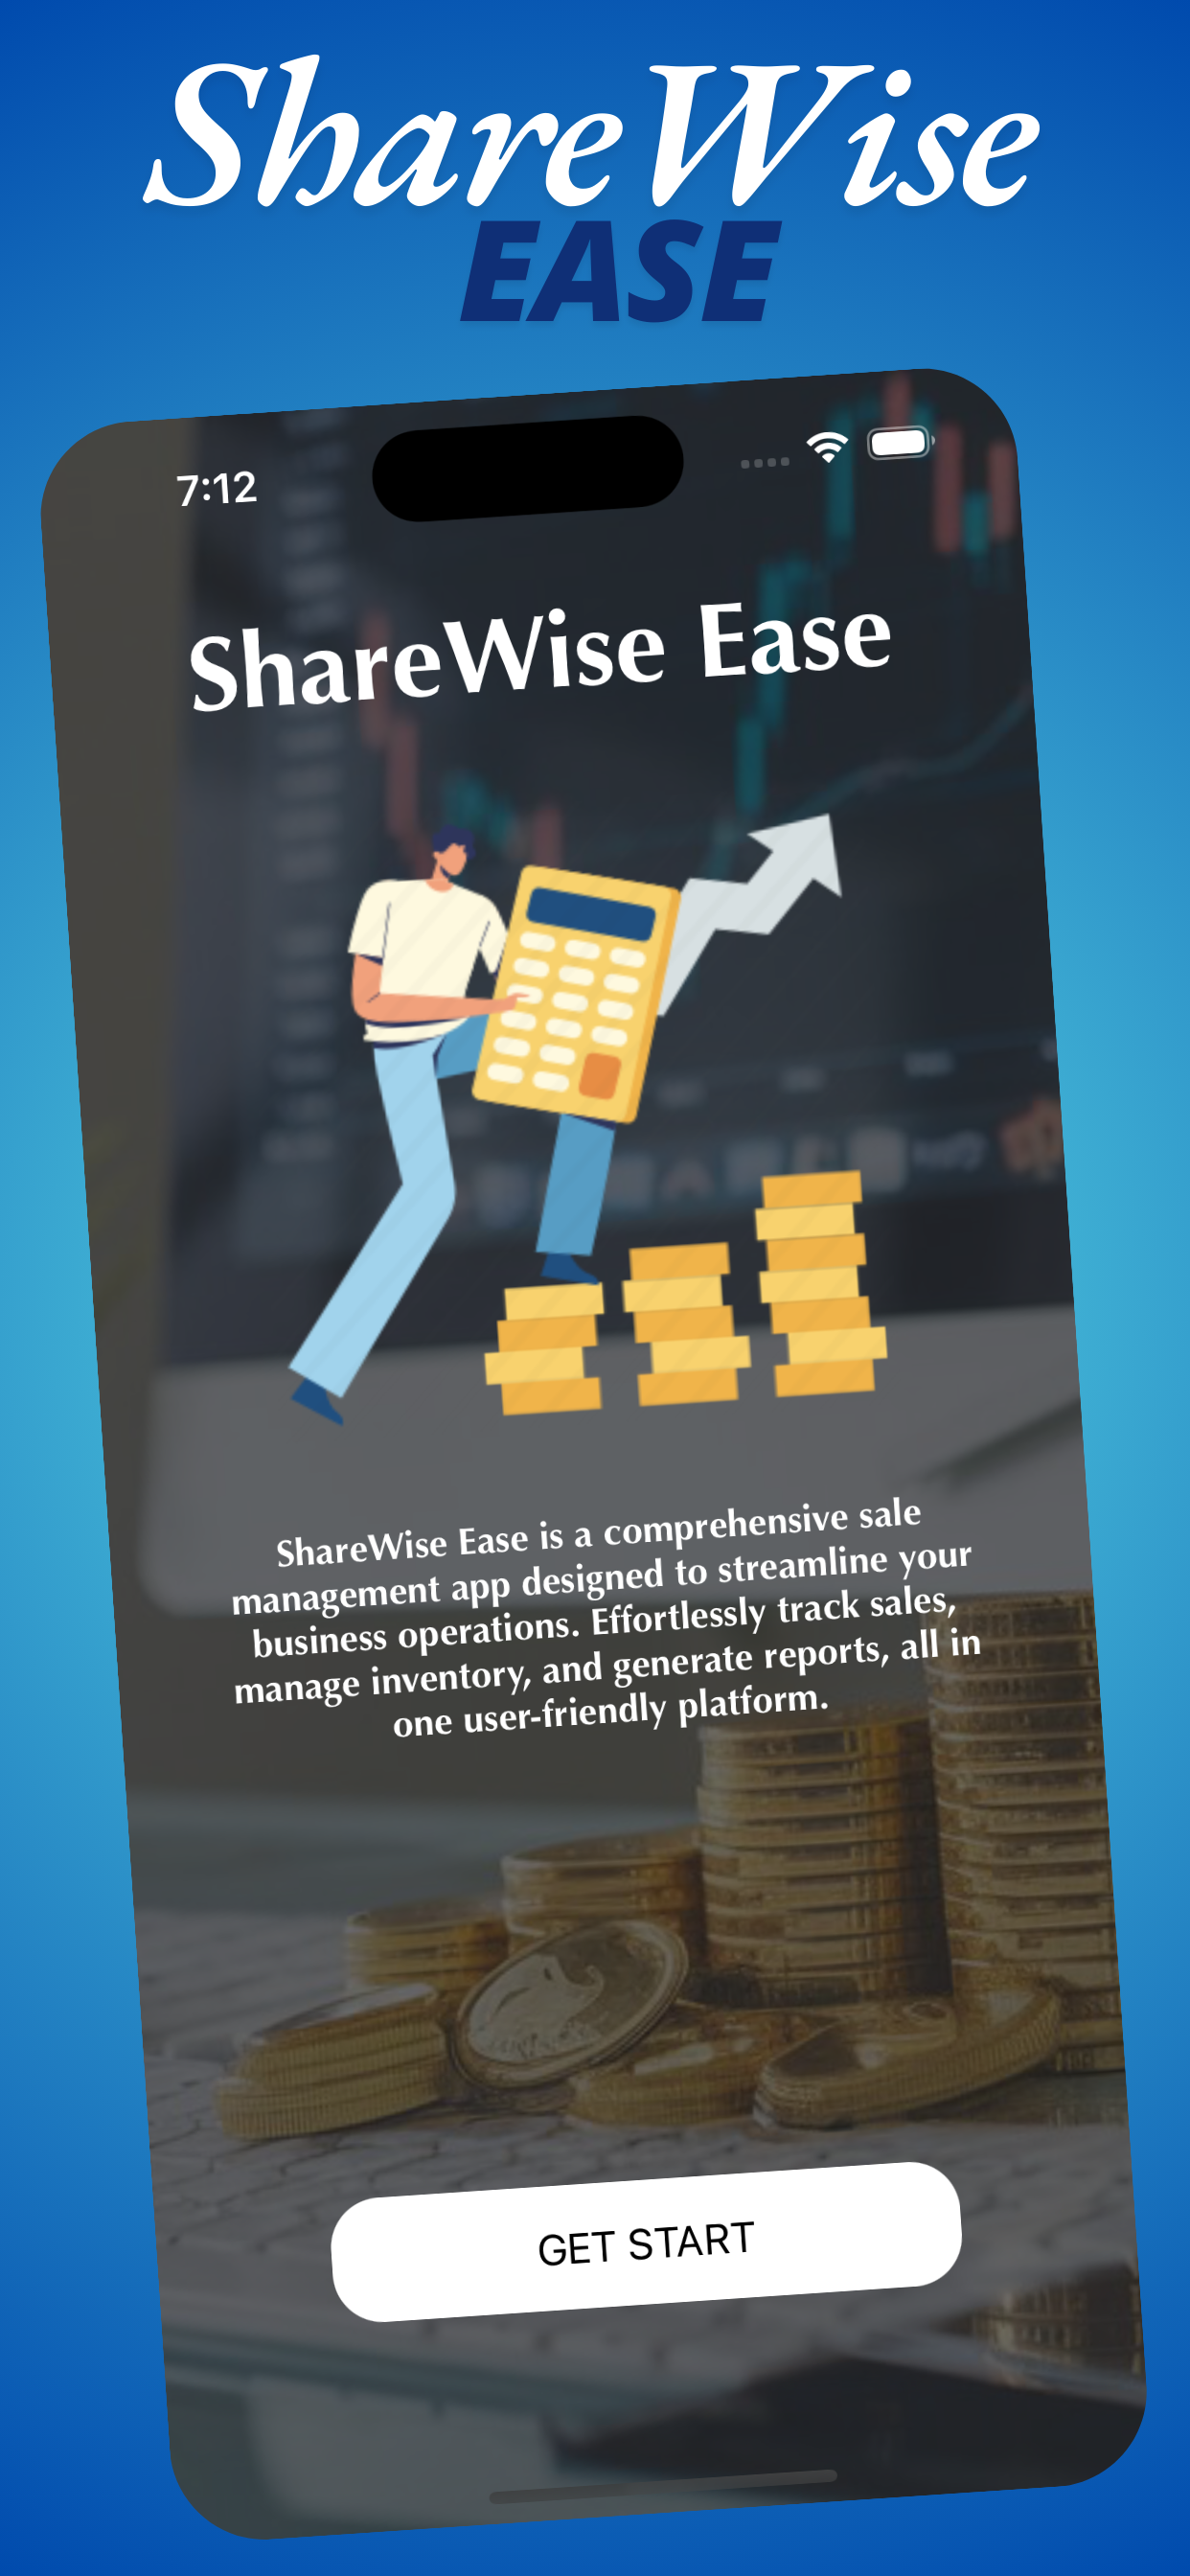 ShareWise
EASE
7:12
ShareWise Ease
ShareWise Ease is a comprehensive sale
management app designed to streamline your
business operations. Effortlessly track sales,
manage inventory, and generate reports, all in
one user-friendly platform.
GET START